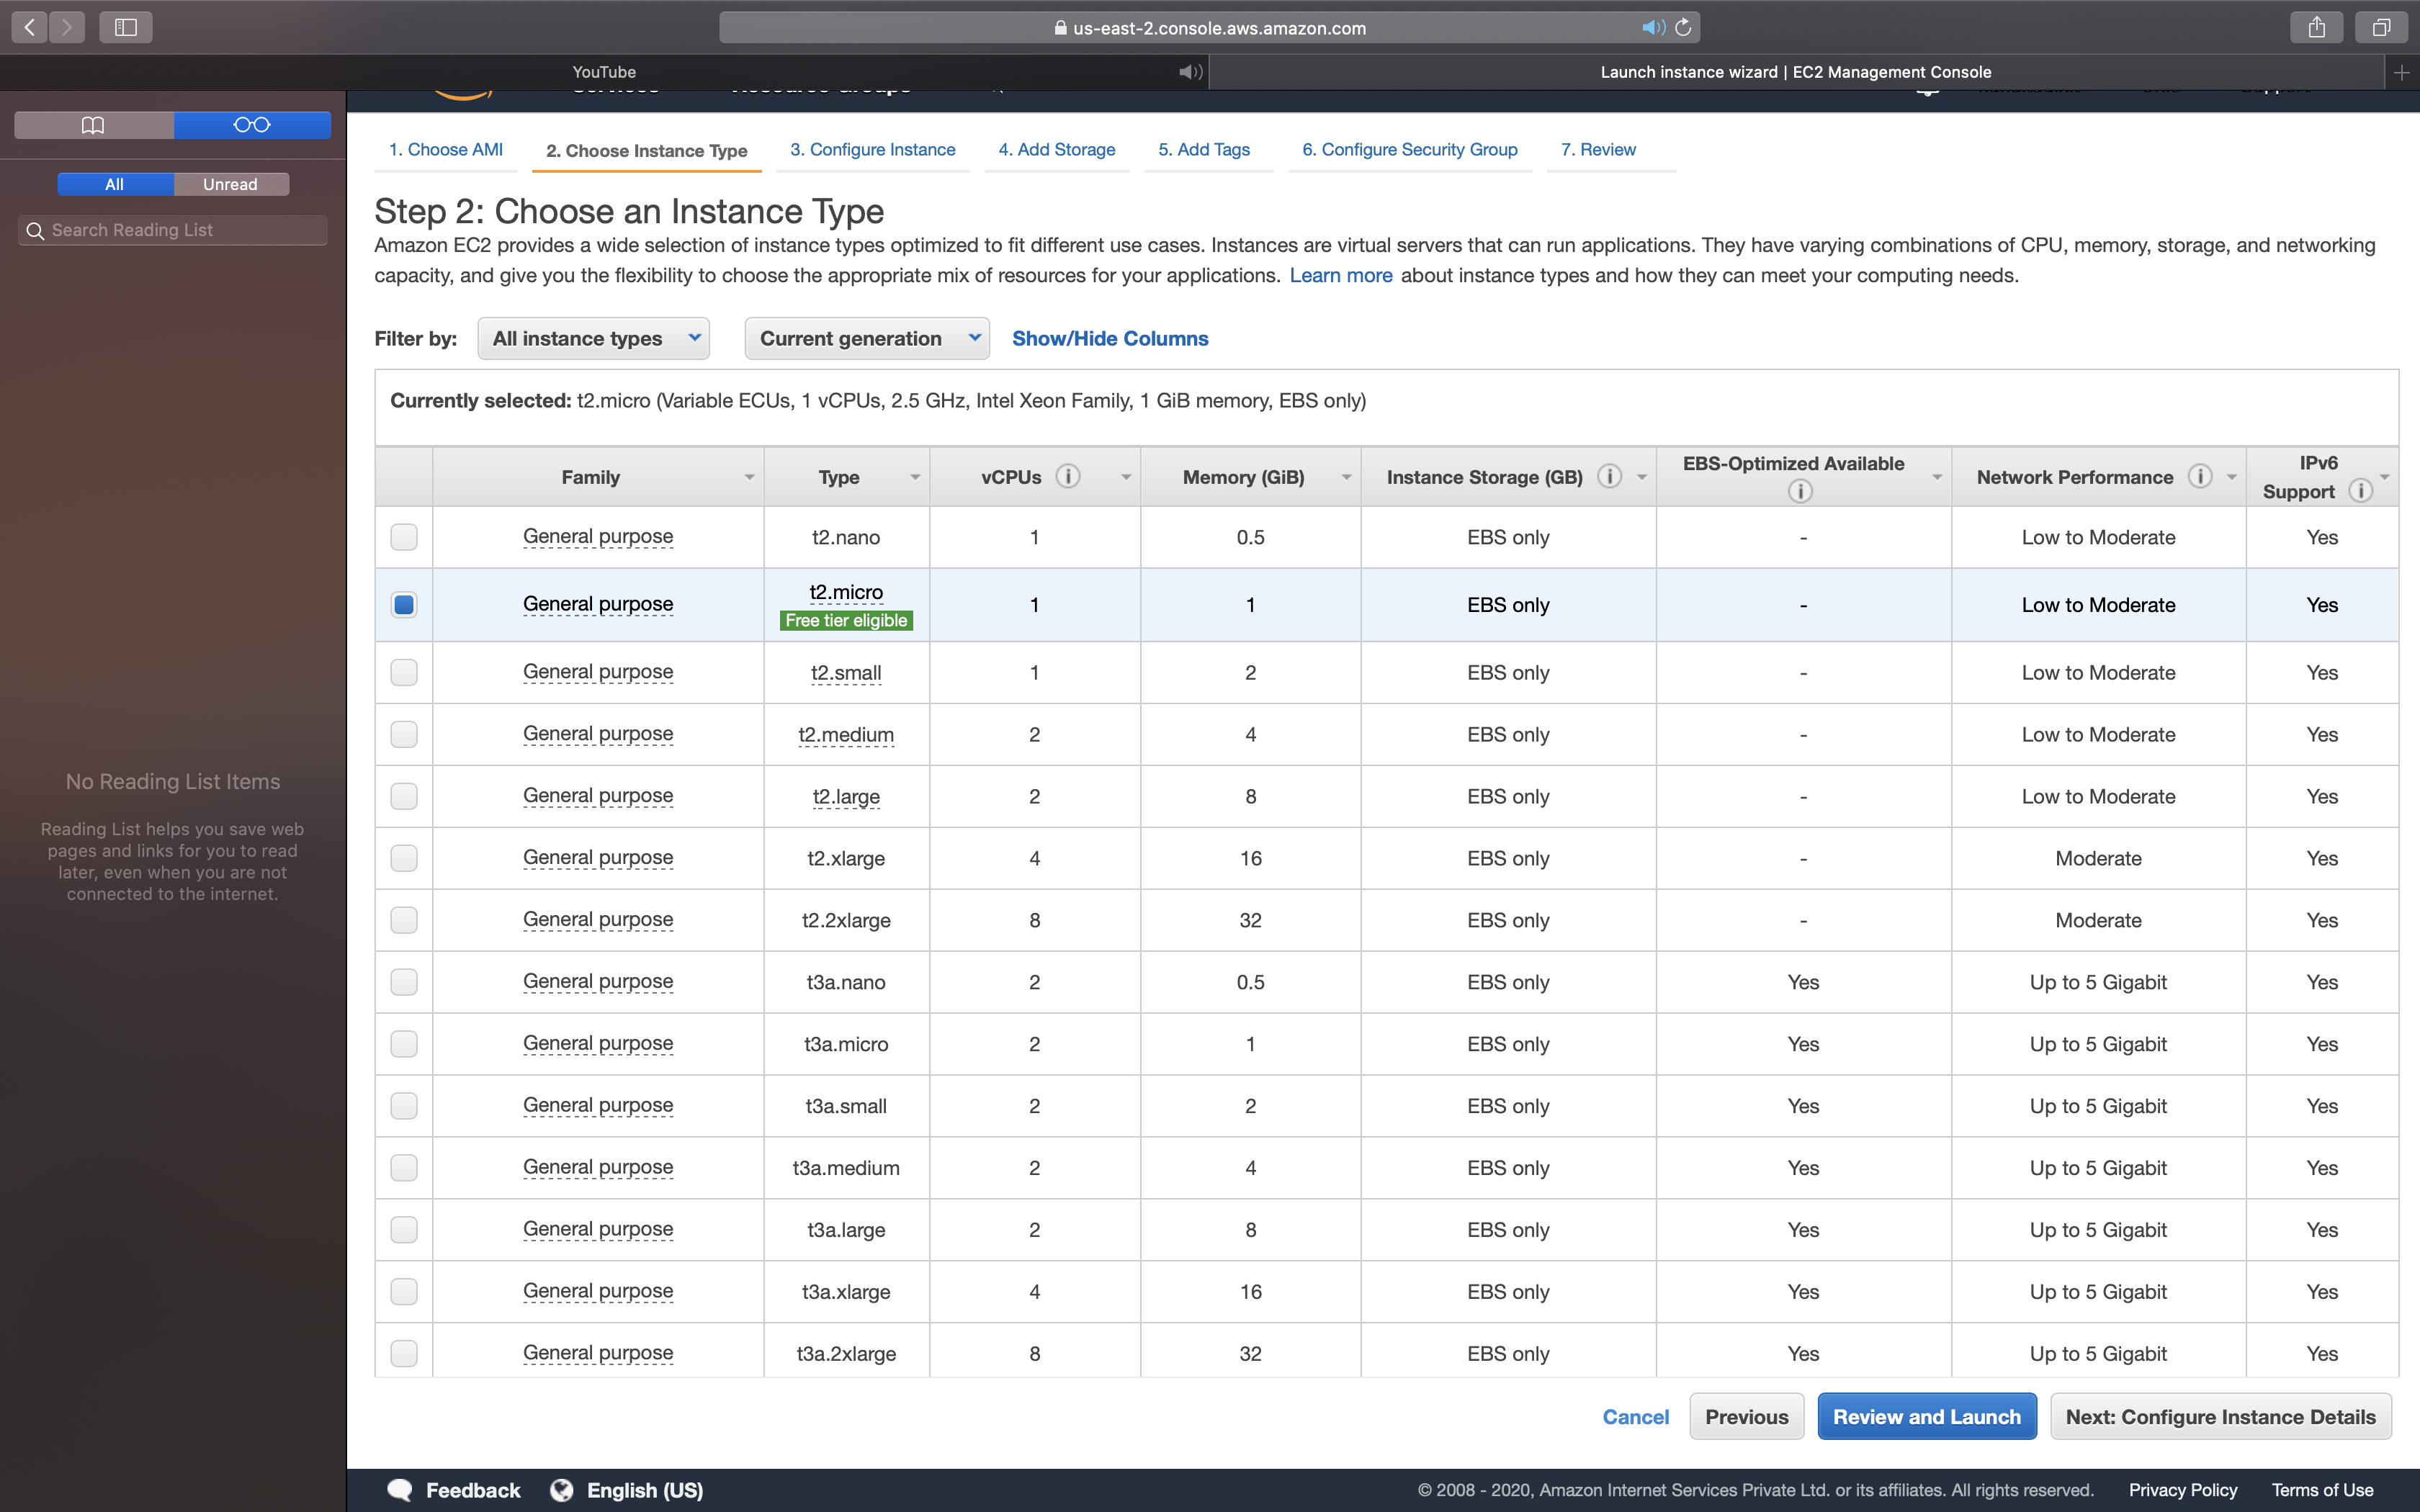 us-east-2.console.aws.amazon.com
YouTube
Launch instance wizard | EC2 Management Console
All
Unread
Search Reading List
No Reading List Items
Reading List helps you save web
pages and links for you to read
later, even when you are not
connected to the internet.
Services
Resource Groups
1. Choose AMI
2. Choose Instance Type
3. Configure Instance
4. Add Storage
5. Add Tags
6. Configure Security Group
7. Review
Step 2: Choose an Instance Type
Amazon EC2 provides a wide selection of instance types optimized to fit different use cases. Instances are virtual servers that can run applications. They have varying combinations of CPU, memory, storage, and networking
capacity, and give you the flexibility to choose the appropriate mix of resources for your applications. Learn more about instance types and how they can meet your computing needs.
Filter by: All instance types Current generation Show/Hide Columns
Currently selected: t2.micro (Variable ECUs, 1 vCPUs, 2.5 GHz, Intel Xeon Family, 1 GiB memory, EBS only)
Family Type vCPUs Memory (GiB) Instance Storage (GB) EBS-Optimized Available Network Performance IPv6 Support
General purpose t2.nano 1 0.5 EBS only - Low to Moderate Yes
General purpose t2.micro 1 1 EBS only - Low to Moderate Yes
Free tier eligible
General purpose t2.small 1 2 EBS only - Low to Moderate Yes
General purpose t2.medium 2 4 EBS only - Low to Moderate Yes
General purpose t2.large 2 8 EBS only - Low to Moderate Yes
General purpose t2.xlarge 4 16 EBS only - Moderate Yes
General purpose t2.2xlarge 8 32 EBS only - Moderate Yes
General purpose t3a.nano 2 0.5 EBS only Yes Up to 5 Gigabit Yes
General purpose t3a.micro 2 1 EBS only Yes Up to 5 Gigabit Yes
General purpose t3a.small 2 2 EBS only Yes Up to 5 Gigabit Yes
General purpose t3a.medium 2 4 EBS only Yes Up to 5 Gigabit Yes
General purpose t3a.large 2 8 EBS only Yes Up to 5 Gigabit Yes
General purpose t3a.xlarge 4 16 EBS only Yes Up to 5 Gigabit Yes
General purpose t3a.2xlarge 8 32 EBS only Yes Up to 5 Gigabit Yes
Cancel Previous Review and Launch Next: Configure Instance Details
Feedback English (US) © 2008 - 2020, Amazon Internet Services Private Ltd. or its affiliates. All rights reserved. Privacy Policy Terms of Use